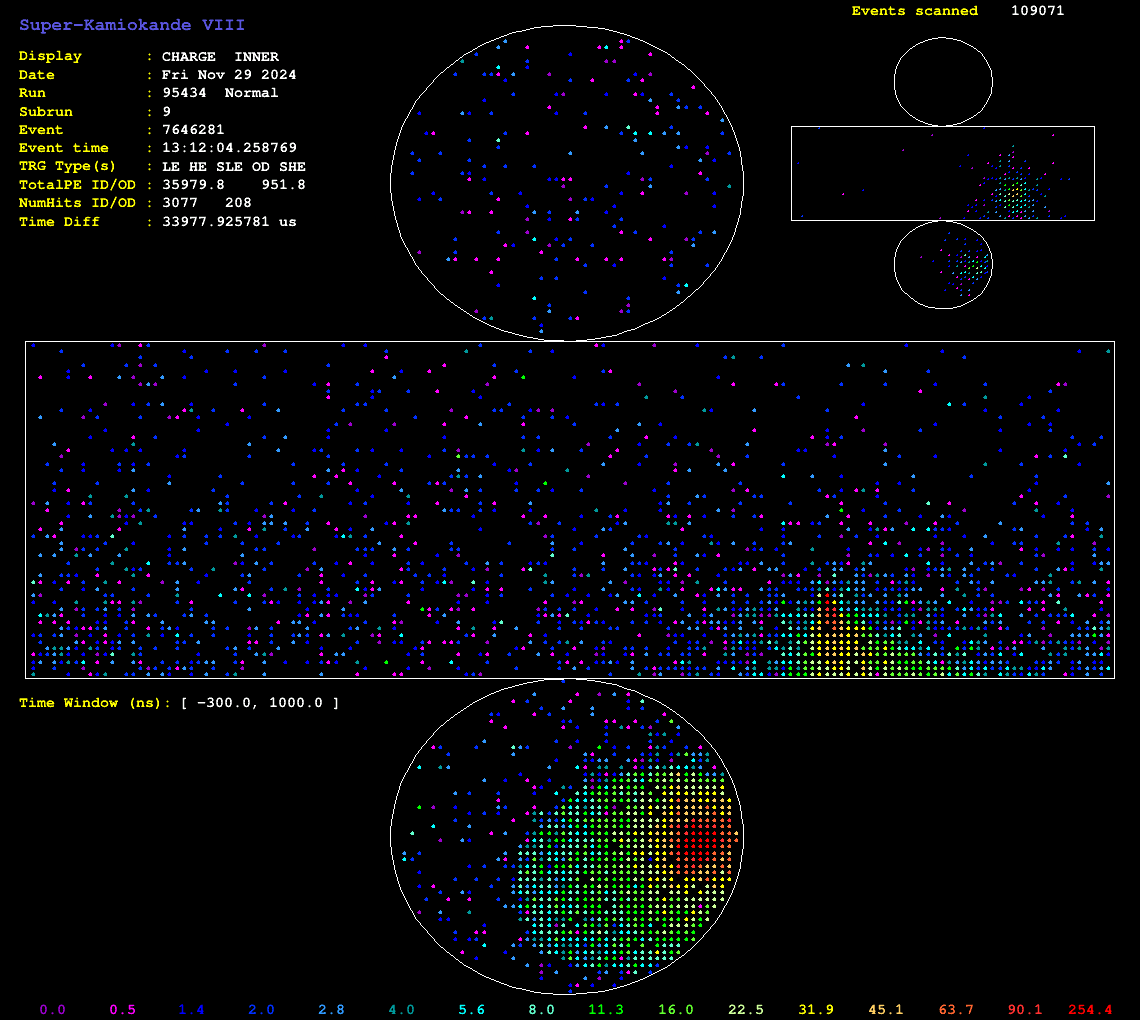 Super-Kamiokande VIII
Events scanned 109071
Display : CHARGE INNER
Date : Fri Nov 29 2024
Run : 95434 Normal
Subrun : 9
Event : 7646281
Event time : 13:12:04.258769
TRG Type(s) : LE HE SLE OD SHE
TotalPE ID/OD : 35979.8 951.8
NumHits ID/OD : 3077 208
Time Diff : 33977.925781 us
Time Window (ns): [ -300.0, 1000.0 ]
0.0 0.5 1.4 2.0 2.8 4.0 5.6 8.0 11.3 16.0 22.5 31.9 45.1 63.7 90.1 254.4